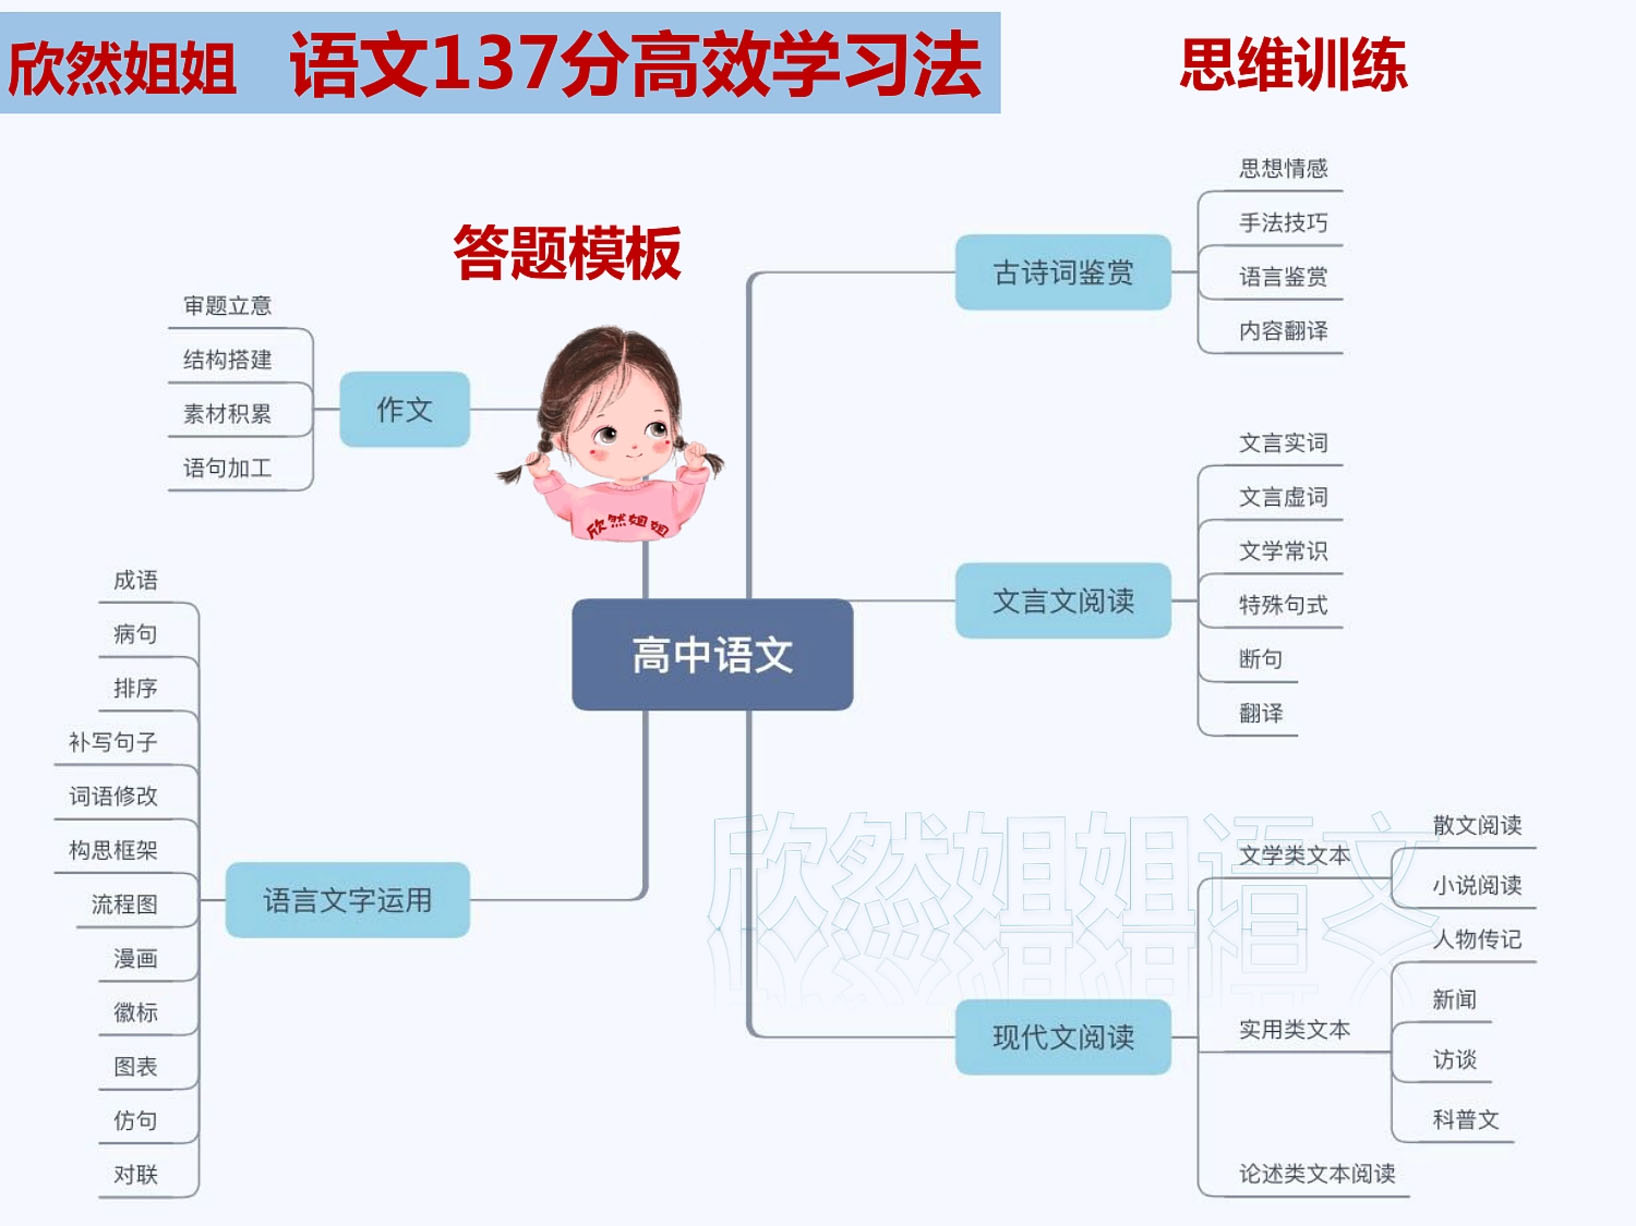 欣然姐姐 语文137分高效学习法
思维训练
答题模板
欣然姐姐
高中语文
作文
审题立意
结构搭建
素材积累
语句加工
语言文字运用
成语
病句
排序
补写句子
词语修改
构思框架
流程图
漫画
徽标
图表
仿句
对联
古诗词鉴赏
思想情感
手法技巧
语言鉴赏
内容翻译
文言文阅读
文言实词
文言虚词
文学常识
特殊句式
断句
翻译
欣然姐姐语文
现代文阅读
文学类文本
散文阅读
小说阅读
实用类文本
人物传记
新闻
访谈
科普文
论述类文本阅读